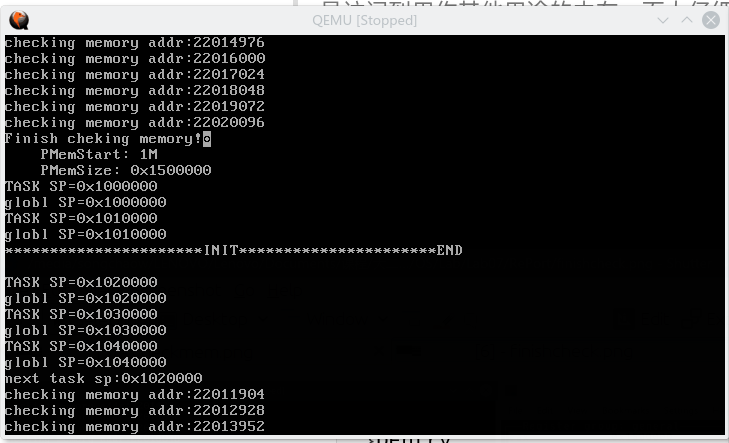 QEMU [Stopped]
checking memory addr:22014976
checking memory addr:22016000
checking memory addr:22017024
checking memory addr:22018048
checking memory addr:22019072
checking memory addr:22020096
Finish cheking memory!
PMemStart: 1M
PMemSize: 0x1500000
TASK SP=0x1000000
globl SP=0x1000000
TASK SP=0x1010000
globl SP=0x1010000
**********************INIT**********************END
TASK SP=0x1020000
globl SP=0x1020000
TASK SP=0x1030000
globl SP=0x1030000
TASK SP=0x1040000
globl SP=0x1040000
next task sp:0x1020000
checking memory addr:22011904
checking memory addr:22012928
checking memory addr:22013952